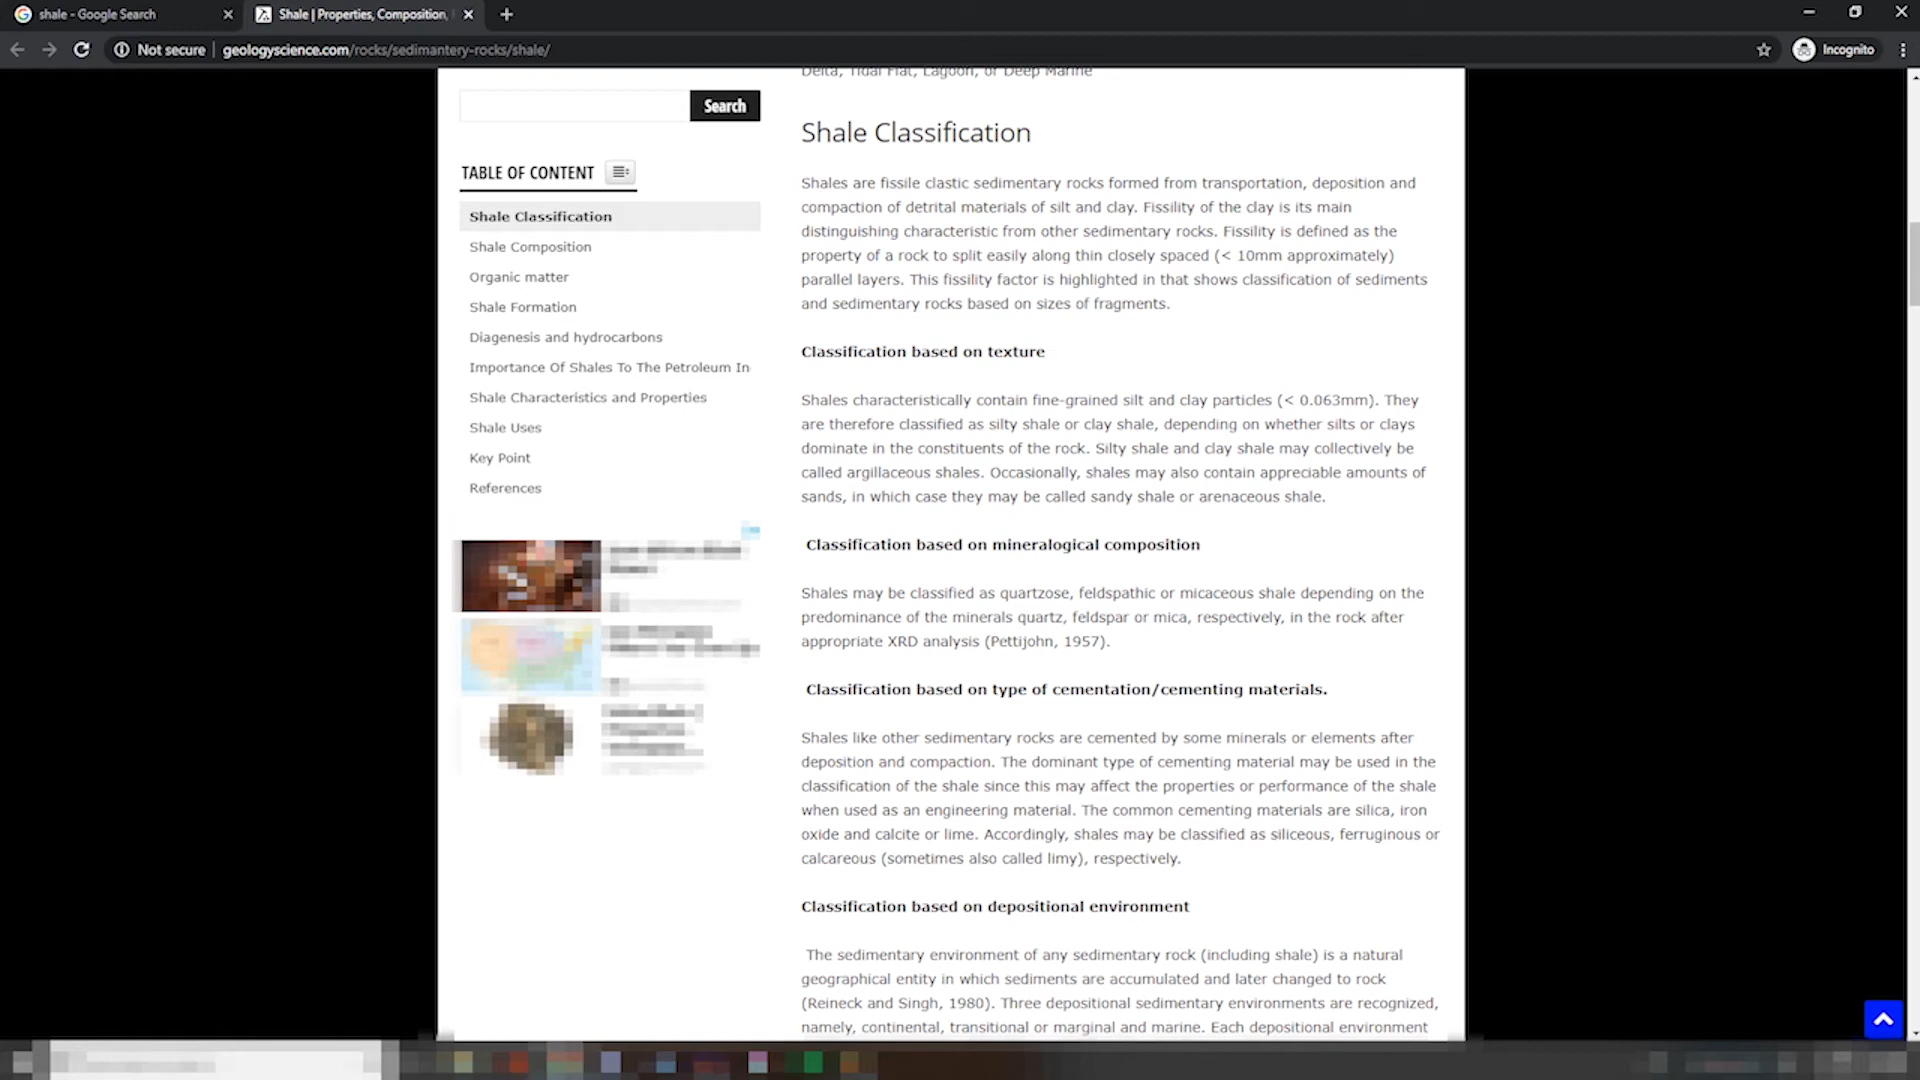 shale - Google Search
Shale | Properties, Composition,
Not secure
geologyscience.com/rocks/sedimantery-rocks/shale/
Incognito
Search
TABLE OF CONTENT
Shale Classification
Shale Composition
Organic matter
Shale Formation
Diagenesis and hydrocarbons
Importance Of Shales To The Petroleum In
Shale Characteristics and Properties
Shale Uses
Key Point
References
Delta, Tidal Flat, Lagoon, or Deep Marine
Shale Classification
Shales are fissile clastic sedimentary rocks formed from transportation, deposition and
compaction of detrital materials of silt and clay. Fissility of the clay is its main
distinguishing characteristic from other sedimentary rocks. Fissility is defined as the
property of a rock to split easily along thin closely spaced (< 10mm approximately)
parallel layers. This fissility factor is highlighted in that shows classification of sediments
and sedimentary rocks based on sizes of fragments.
Classification based on texture
Shales characteristically contain fine-grained silt and clay particles (< 0.063mm). They
are therefore classified as silty shale or clay shale, depending on whether silts or clays
dominate in the constituents of the rock. Silty shale and clay shale may collectively be
called argillaceous shales. Occasionally, shales may also contain appreciable amounts of
sands, in which case they may be called sandy shale or arenaceous shale.
Classification based on mineralogical composition
Shales may be classified as quartzose, feldspathic or micaceous shale depending on the
predominance of the minerals quartz, feldspar or mica, respectively, in the rock after
appropriate XRD analysis (Pettijohn, 1957).
Classification based on type of cementation/cementing materials.
Shales like other sedimentary rocks are cemented by some minerals or elements after
deposition and compaction. The dominant type of cementing material may be used in the
classification of the shale since this may affect the properties or performance of the shale
when used as an engineering material. The common cementing materials are silica, iron
oxide and calcite or lime. Accordingly, shales may be classified as siliceous, ferruginous or
calcareous (sometimes also called limy), respectively.
Classification based on depositional environment
The sedimentary environment of any sedimentary rock (including shale) is a natural
geographical entity in which sediments are accumulated and later changed to rock
(Reineck and Singh, 1980). Three depositional sedimentary environments are recognized,
namely, continental, transitional or marginal and marine. Each depositional environment